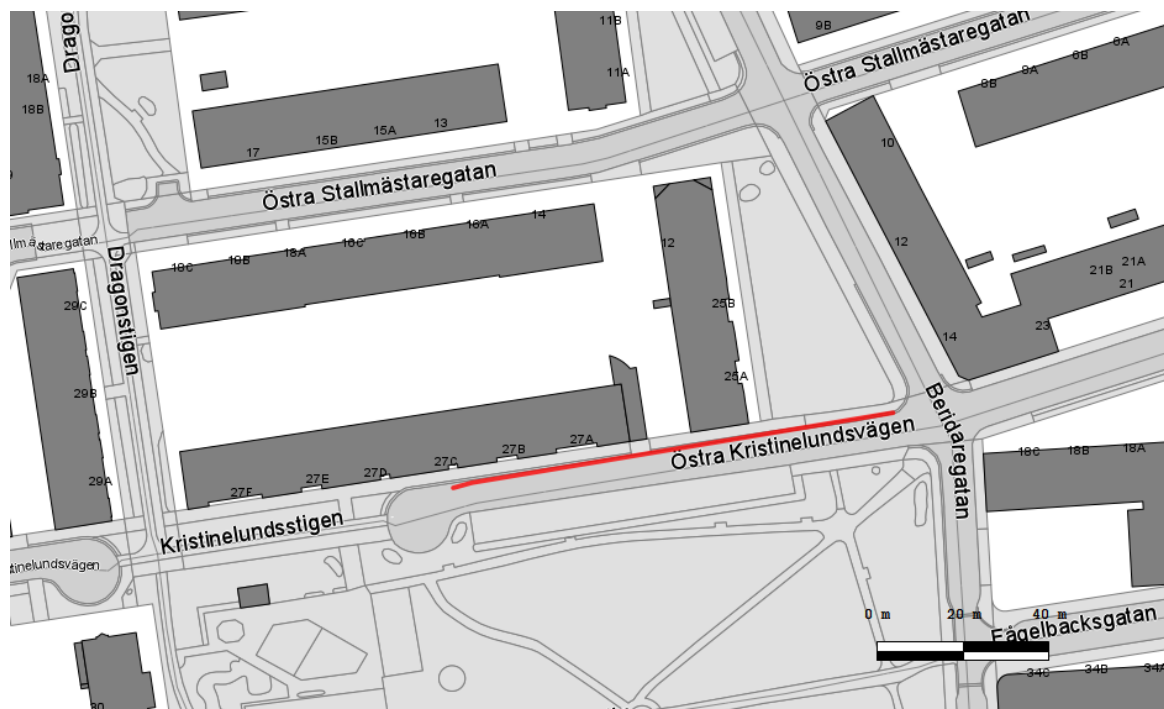 Drago
11B
9B
Östra Stallmästaregatan
8A
8B
9A
8B
18A
18B
11A
17
15B
15A
13
10
Östra Stallmästaregatan
12
14
16A
16B
16C
18A
18B
18C
12
staregatan
Dragonstigen
29C
25B
21A
21B
21
23
14
29B
25A
Beridaregatan
Östra Kristinelundsvägen
27A
27B
27C
27D
27E
27F
29A
18C
18B
18A
Kristinelundsstigen
tinelundsvägen
0 m
20 m
40 m
Fågelbacksgatan
34C
34B
34A
30